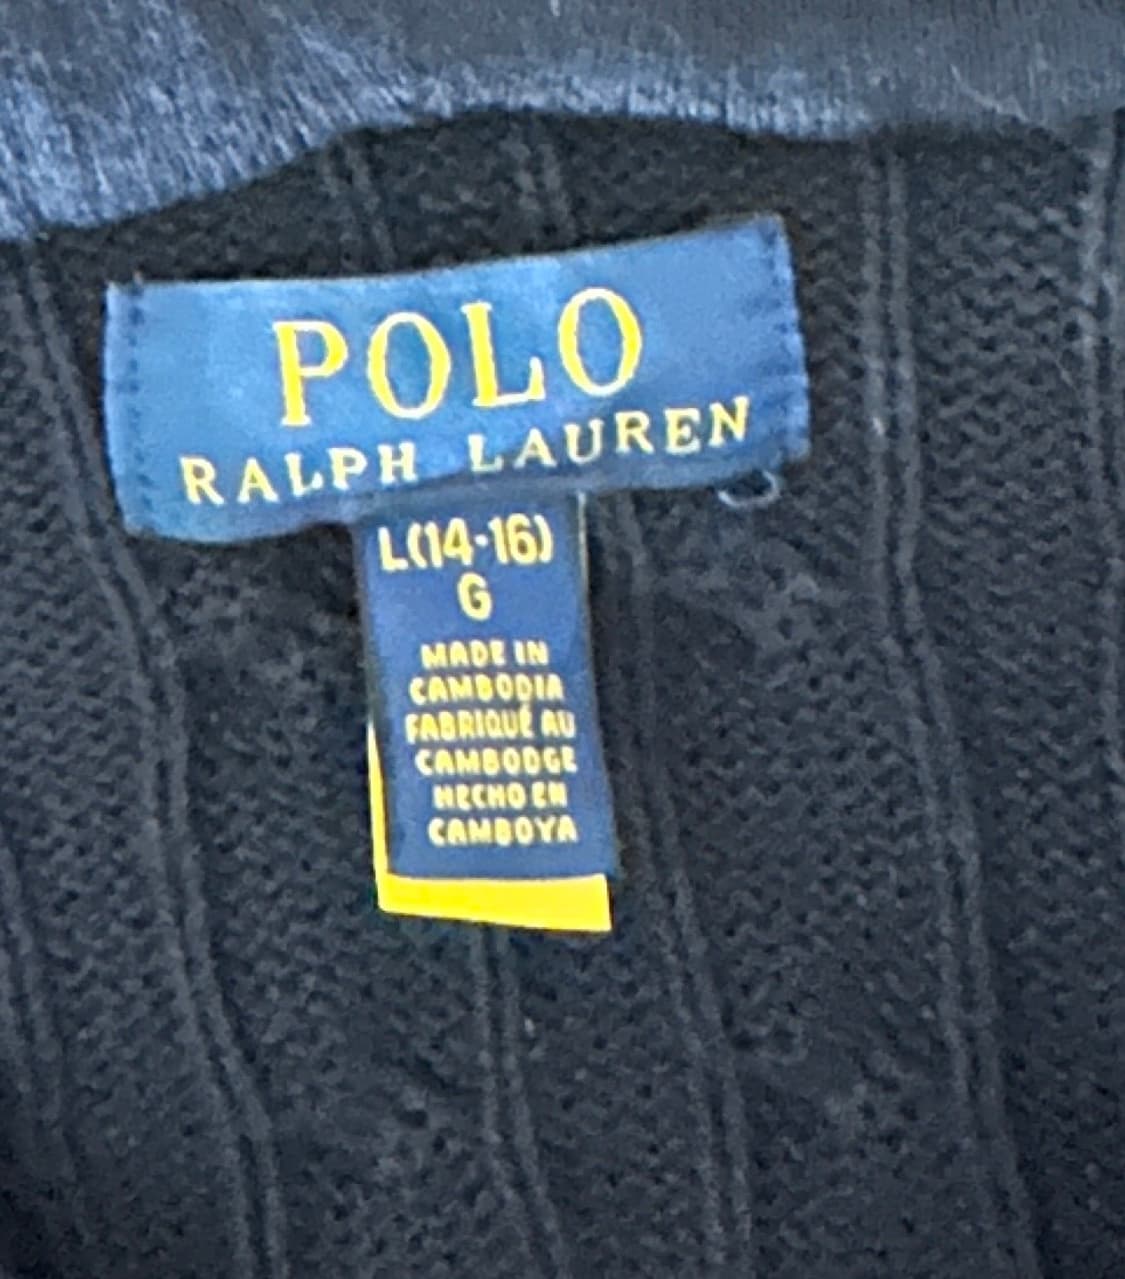 POLO
RALPH LAUREN
L(14-16)
G
MADE IN
CAMBODIA
FABRIQUÉ AU
CAMBODGE
HECHO EN
CAMBOYA